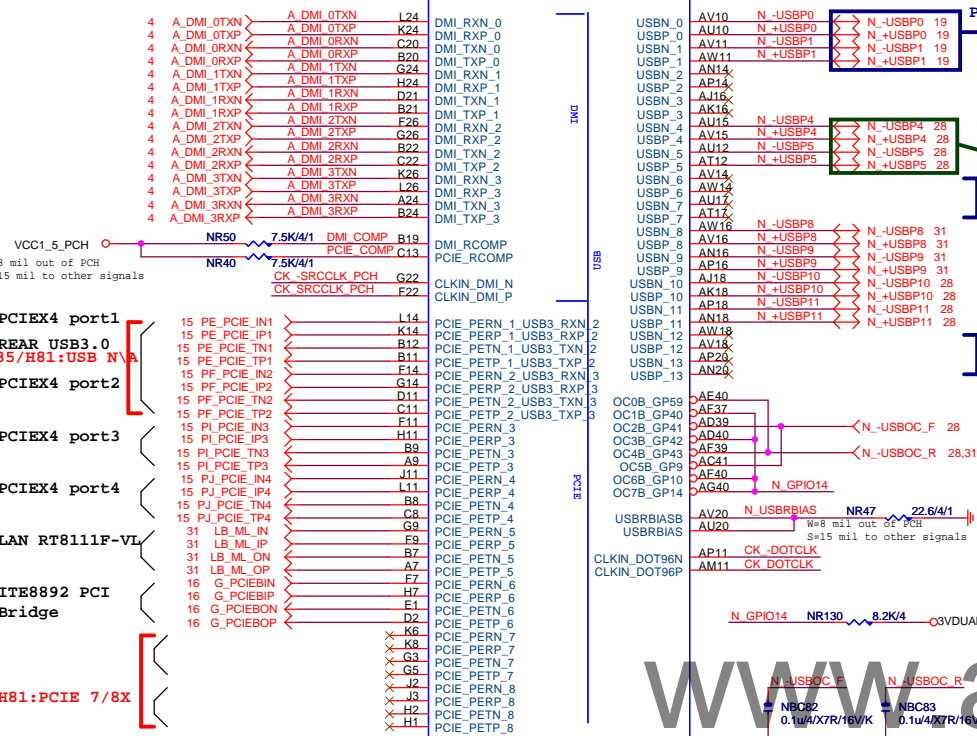 P
4 A_DMI_0TXN A_DMI_0TXN L24 DMI_RXN_0
4 A_DMI_0TXP A_DMI_0TXP K24 DMI_RXP_0
4 A_DMI_0RXN A_DMI_0RXN C20 DMI_TXN_0
4 A_DMI_0RXP A_DMI_0RXP B20 DMI_TXP_0
4 A_DMI_1TXN A_DMI_1TXN G24 DMI_RXN_1
4 A_DMI_1TXP A_DMI_1TXP H24 DMI_RXP_1
4 A_DMI_1RXN A_DMI_1RXN D21 DMI_TXN_1
4 A_DMI_1RXP A_DMI_1RXP B21 DMI_TXP_1
4 A_DMI_2TXN A_DMI_2TXN F26 DMI_RXN_2
4 A_DMI_2TXP A_DMI_2TXP G26 DMI_RXP_2
4 A_DMI_2RXN A_DMI_2RXN B22 DMI_TXN_2
4 A_DMI_2RXP A_DMI_2RXP C22 DMI_TXP_2
4 A_DMI_3TXN A_DMI_3TXN K26 DMI_RXN_3
4 A_DMI_3TXP A_DMI_3TXP L26 DMI_RXP_3
4 A_DMI_3RXN A_DMI_3RXN A24 DMI_TXN_3
4 A_DMI_3RXP A_DMI_3RXP B24 DMI_TXP_3
VCC1_5_PCH NR50 7.5K/4/1 DMI_COMP B19 DMI_RCOMP
NR40 7.5K/4/1 PCIE_COMP C13 PCIE_RCOMP
8 mil out of PCH
15 mil to other signals
CK_-SRCCLK_PCH G22 CLKIN_DMI_N
CK_SRCCLK_PCH F22 CLKIN_DMI_P
DMI
USB
PCIE
PCIEX4 port1
REAR USB3.0
85/H81:USB N\A
PCIEX4 port2
PCIEX4 port3
PCIEX4 port4
LAN RT8111F-VL
ITE8892 PCI
Bridge
H81:PCIE 7/8X
15 PE_PCIE_IN1 L14 PCIE_PERN_1_USB3_RXN_2
15 PE_PCIE_IP1 K14 PCIE_PERP_1_USB3_RXP_2
15 PE_PCIE_TN1 B12 PCIE_PETN_1_USB3_TXN_2
15 PE_PCIE_TP1 B11 PCIE_PETP_1_USB3_TXP_2
15 PF_PCIE_IN2 F14 PCIE_PERN_2_USB3_RXN_3
15 PF_PCIE_IP2 G14 PCIE_PERP_2_USB3_RXP_3
15 PF_PCIE_TN2 D11 PCIE_PETN_2_USB3_TXN_3
15 PF_PCIE_TP2 C11 PCIE_PETP_2_USB3_TXP_3
15 PI_PCIE_IN3 F11 PCIE_PERN_3
15 PI_PCIE_IP3 H11 PCIE_PERP_3
15 PI_PCIE_TN3 B9 PCIE_PETN_3
15 PI_PCIE_TP3 A9 PCIE_PETP_3
15 PJ_PCIE_IN4 J11 PCIE_PERN_4
15 PJ_PCIE_IP4 L11 PCIE_PERP_4
15 PJ_PCIE_TN4 B8 PCIE_PETN_4
15 PJ_PCIE_TP4 C8 PCIE_PETP_4
31 LB_ML_IN G9 PCIE_PERN_5
31 LB_ML_IP F9 PCIE_PERP_5
31 LB_ML_ON B7 PCIE_PETN_5
31 LB_ML_OP A7 PCIE_PETP_5
16 G_PCIEBIN F7 PCIE_PERN_6
16 G_PCIEBIP H7 PCIE_PERP_6
16 G_PCIEBON E1 PCIE_PETN_6
16 G_PCIEBOP D2 PCIE_PETP_6
K6 PCIE_PERN_7
K8 PCIE_PERP_7
G3 PCIE_PETN_7
G5 PCIE_PETP_7
J2 PCIE_PERN_8
J3 PCIE_PERP_8
H2 PCIE_PETN_8
H1 PCIE_PETP_8
USBN_0 AV10 N_-USBP0 N_-USBP0 19
USBP_0 AU10 N_+USBP0 N_+USBP0 19
USBN_1 AV11 N_-USBP1 N_-USBP1 19
USBP_1 AW11 N_+USBP1 N_+USBP1 19
USBN_2 AN14
USBP_2 AP14
USBN_3 AJ16
USBP_3 AK16
USBN_4 AU15 N_-USBP4 N_-USBP4 28
USBP_4 AV15 N_+USBP4 N_+USBP4 28
USBN_5 AU12 N_-USBP5 N_-USBP5 28
USBP_5 AT12 N_+USBP5 N_+USBP5 28
USBN_6 AV14
USBP_6 AW14
USBN_7 AU17
USBP_7 AT17
USBN_8 AW16 N_-USBP8 N_-USBP8 31
USBP_8 AV16 N_+USBP8 N_+USBP8 31
USBN_9 AN16 N_-USBP9 N_-USBP9 31
USBP_9 AP16 N_+USBP9 N_+USBP9 31
USBN_10 AJ18 N_-USBP10 N_-USBP10 28
USBP_10 AK18 N_+USBP10 N_+USBP10 28
USBN_11 AP18 N_-USBP11 N_-USBP11 28
USBP_11 AN18 N_+USBP11 N_+USBP11 28
USBN_12 AW18
USBP_12 AV18
USBN_13 AP20
USBP_13 AN20
OC0B_GP59 AE40
OC1B_GP40 AF37
OC2B_GP41 AD39 N_-USBOC_F 28
OC3B_GP42 AD40
OC4B_GP43 AF39 N_-USBOC_R 28,31
OC5B_GP9 AC41
OC6B_GP10 AF40
OC7B_GP14 AG40 N_GPIO14
USBRBIASB AV20 N_USBRBIAS NR47 22.6/4/1
USBRBIAS AU20
W=8 mil out of PCH
S=15 mil to other signals
CLKIN_DOT96N AP11 CK_-DOTCLK
CLKIN_DOT96P AM11 CK_DOTCLK
N_GPIO14 NR130 8.2K/4 3VDUA
N_-USBOC_F N_-USBOC_R
NBC82 NBC83
0.1u/4/X7R/16V/K 0.1u/4/X7R/16V
www.a